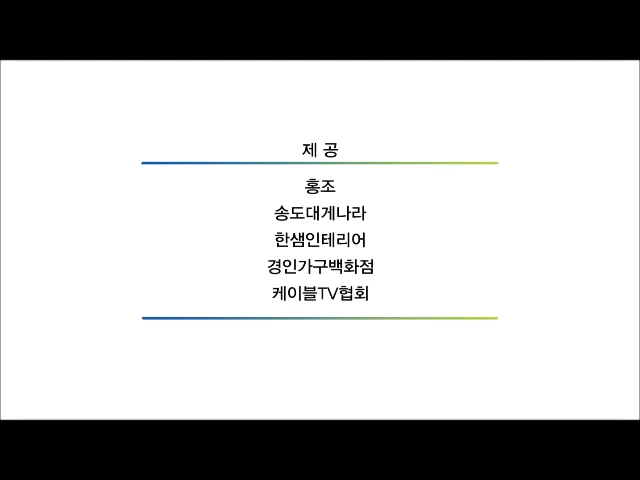 제 공
홍조
송도대게나라
한샘인테리어
경인가구백화점
케이블TV협회